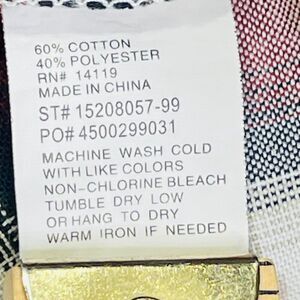 60% COTTON
40% POLYESTER
RN# 14119
MADE IN CHINA
ST# 15208057-99
PO# 4500299031
MACHINE WASH COLD
WITH LIKE COLORS
NON-CHLORINE BLEACH
TUMBLE DRY LOW
OR HANG TO DRY
WARM IRON IF NEEDED